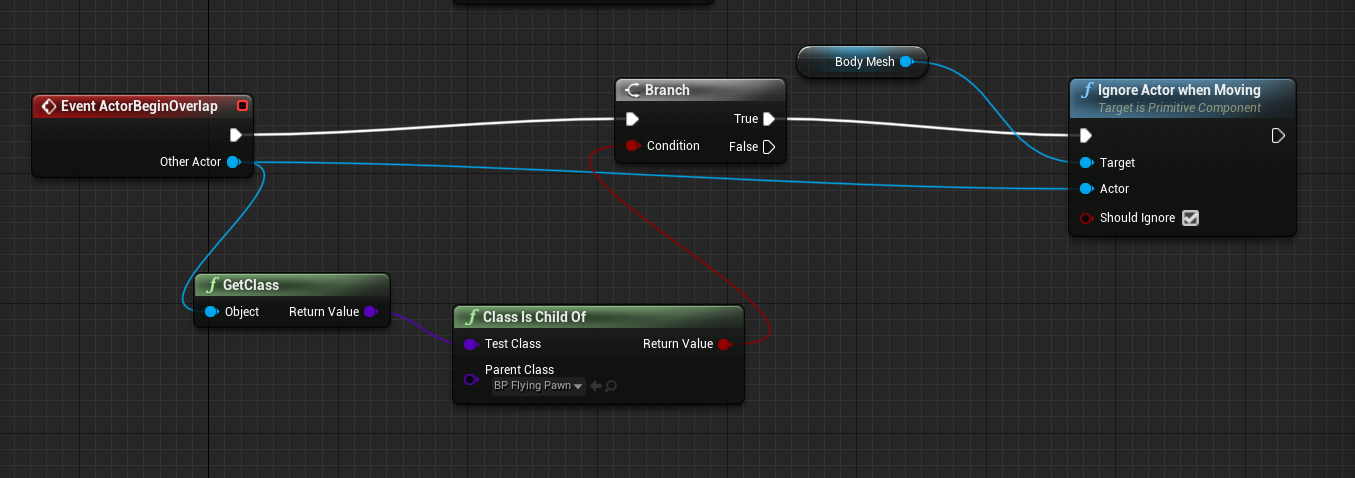 Event ActorBeginOverlap
Other Actor
Branch
True
Condition
False
Body Mesh
Ignore Actor when Moving
Target is Primitive Component
Target
Actor
Should Ignore
GetClass
Object
Return Value
Class Is Child Of
Test Class
Return Value
Parent Class
BP Flying Pawn